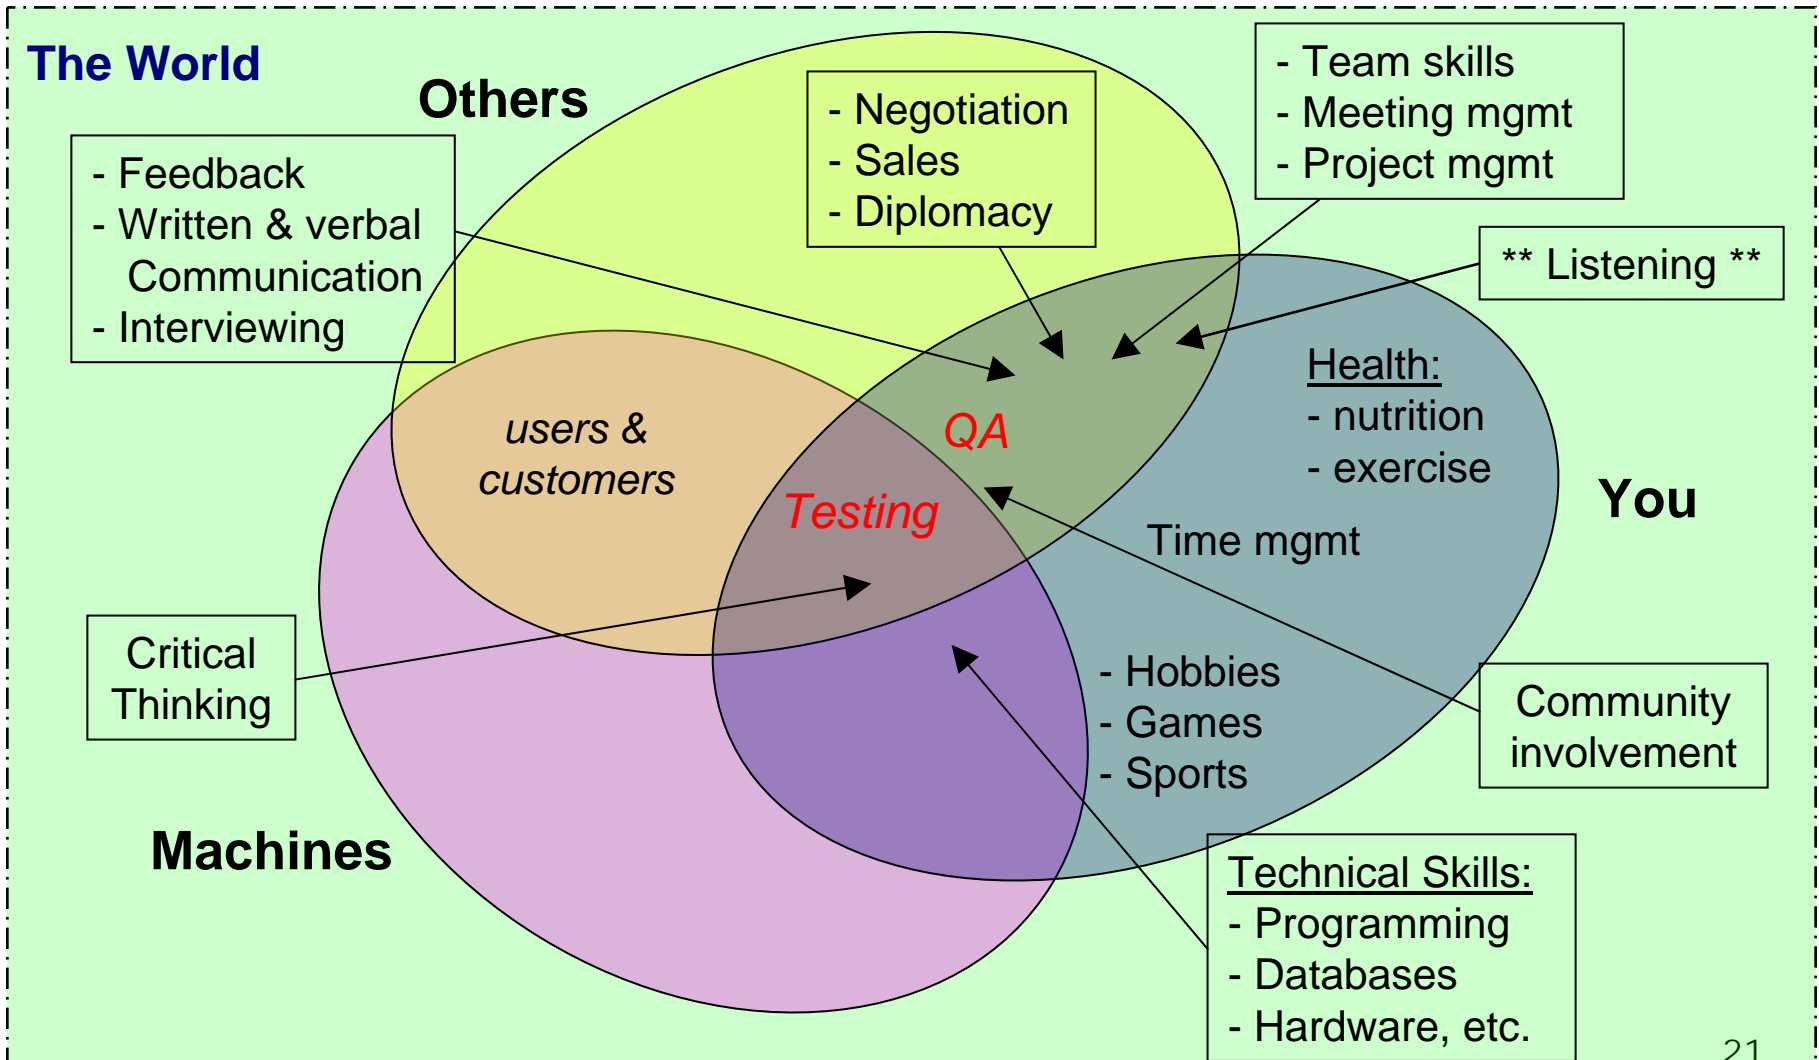 The World
Others
- Feedback
- Written & verbal
Communication
- Interviewing
- Negotiation
- Sales
- Diplomacy
- Team skills
- Meeting mgmt
- Project mgmt
** Listening **
users &
customers
QA
Testing
Health:
- nutrition
- exercise
You
Time mgmt
Critical
Thinking
- Hobbies
- Games
- Sports
Community
involvement
Machines
Technical Skills:
- Programming
- Databases
- Hardware, etc.
21